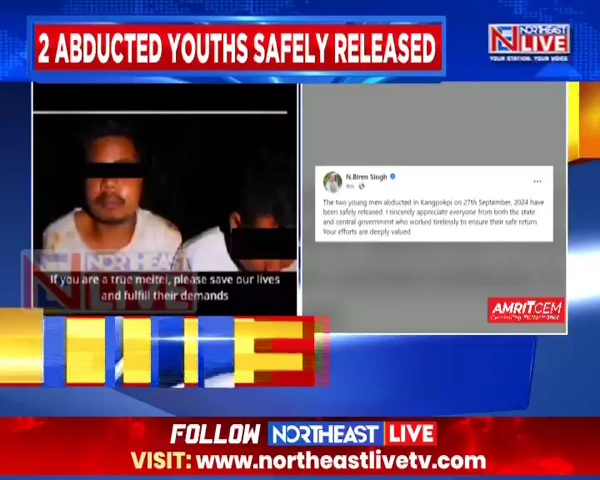 2 ABDUCTED YOUTHS SAFELY RELEASED
NORTHEAST
LIVE
YOUR STATION. YOUR VOICE
N.Biren Singh
The two young men abducted in Kangpokpi on 27th September, 2024 have
been safely released. I sincerely appreciate everyone from both the state
and central government who worked tirelessly to ensure their safe return.
Your efforts are deeply valued
NORTHEAST
If you are a true meitei, please save our lives
and fulfill their demands
AMRITCEM
FOLLOW NORTHEAST LIVE
VISIT: www.northeastlivetv.com